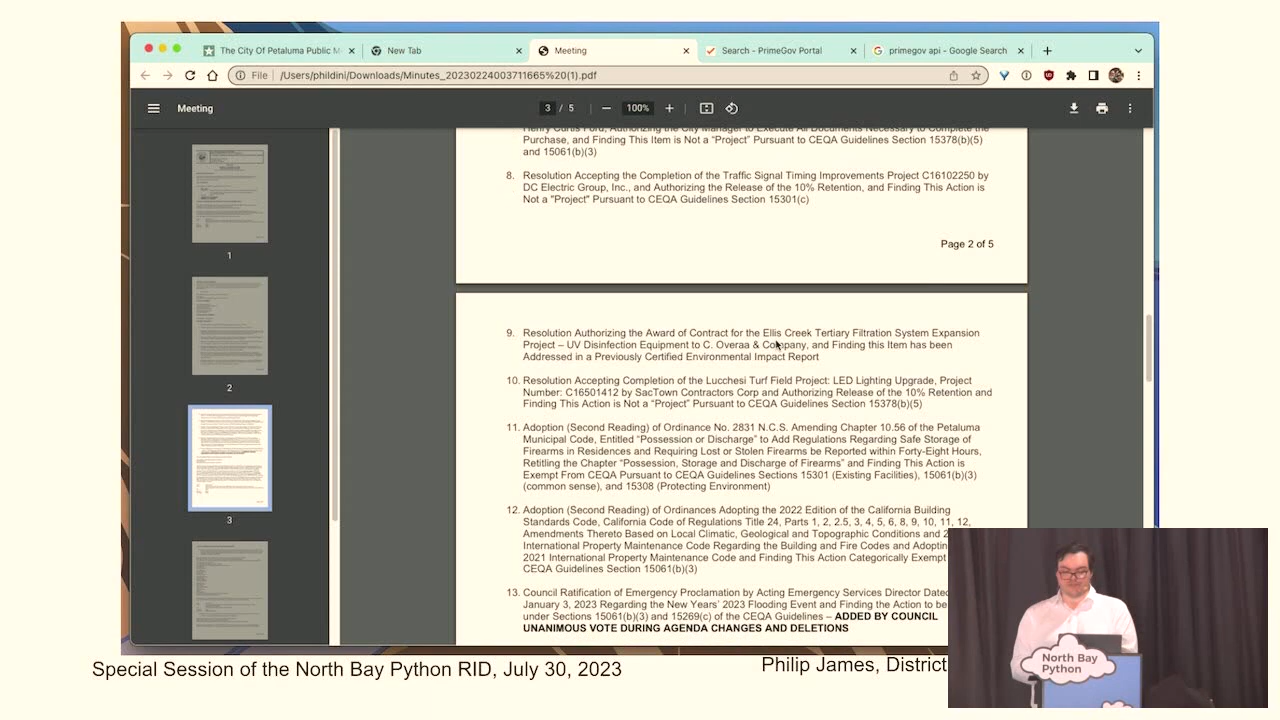 The City Of Petaluma Public M
New Tab
Meeting
Search - PrimeGov Portal
primegov api - Google Search
File
/Users/phildini/Downloads/Minutes_20230224003711665%20(1).pdf
Meeting
3 / 5
100%
Henry Curtis Ford, Authorizing the City Manager to Execute All Documents Necessary to Complete the
Purchase, and Finding This Item is Not a “Project” Pursuant to CEQA Guidelines Section 15378(b)(5)
and 15061(b)(3)
8. Resolution Accepting the Completion of the Traffic Signal Timing Improvements Project C16102250 by
DC Electric Group, Inc., and Authorizing the Release of the 10% Retention, and Finding This Action is
Not a "Project" Pursuant to CEQA Guidelines Section 15301(c)
Page 2 of 5
9. Resolution Authorizing the Award of Contract for the Ellis Creek Tertiary Filtration System Expansion
Project – UV Disinfection Equipment to C. Overaa & Company, and Finding this Item has been
Addressed in a Previously Certified Environmental Impact Report
10. Resolution Accepting Completion of the Lucchesi Turf Field Project: LED Lighting Upgrade, Project
Number: C16501412 by SacTown Contractors Corp and Authorizing Release of the 10% Retention and
Finding This Action is Not a “Project” Pursuant to CEQA Guidelines Section 15378(b)(5)
11. Adoption (Second Reading) of Ordinance No. 2831 N.C.S. Amending Chapter 10.56 of the Petaluma
Municipal Code, Entitled “Possession or Discharge” to Add Regulations Regarding Safe Storage of
Firearms in Residences and Requiring Lost or Stolen Firearms be Reported within Forty-Eight Hours,
Retitling the Chapter “Possession, Storage and Discharge of Firearms” and Finding This Action is
Exempt From CEQA Pursuant to CEQA Guidelines Sections 15301 (Existing Facilities), 15061(b)(3)
(common sense), and 15308 (Protecting Environment)
12. Adoption (Second Reading) of Ordinances Adopting the 2022 Edition of the California Building
Standards Code, California Code of Regulations Title 24, Parts 1, 2, 2.5, 3, 4, 5, 6, 8, 9, 10, 11, 12,
Amendments Thereto Based on Local Climatic, Geological and Topographic Conditions and 2
International Property Maintenance Code Regarding the Building and Fire Codes and Adopting
2021 International Property Maintenance Code and Finding This Action Categorically Exempt
CEQA Guidelines Section 15061(b)(3)
13. Council Ratification of Emergency Proclamation by Acting Emergency Services Director Dated
January 3, 2023 Regarding the New Years’ 2023 Flooding Event and Finding the Action to be
under Sections 15061(b)(3) and 15269(c) of the CEQA Guidelines – ADDED BY COUNCIL
UNANIMOUS VOTE DURING AGENDA CHANGES AND DELETIONS
1
2
3
Special Session of the North Bay Python RID, July 30, 2023
Philip James, District
North Bay
Python